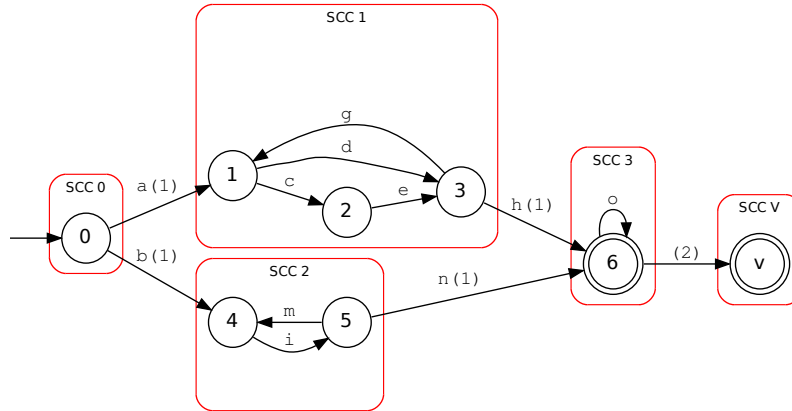 SCC 1
g
d
1
c
2
e
3
SCC 0
a(1)
0
b(1)
h(1)
SCC 3
o
6
(2)
SCC V
v
SCC 2
n(1)
4
m
i
5